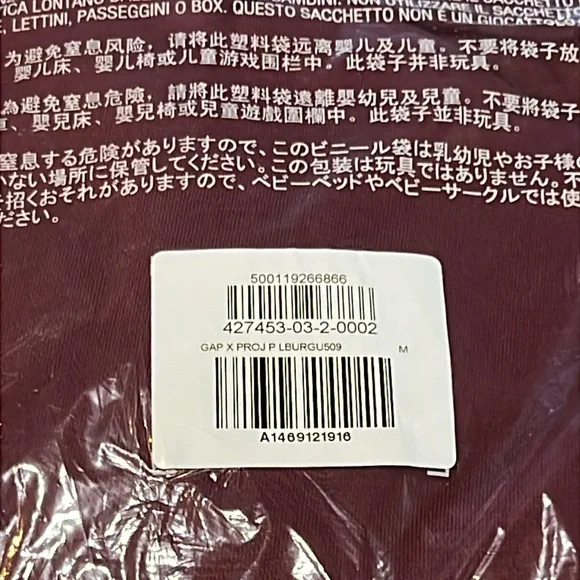 TICA LONTANO DA
BAMBINI. NON UTILIZZARE
SACCHETTO
E, LETTINI, PASSEGGINI O BOX. QUESTO SACCHETTO NON È UN GIOCATTOLO
为避免窒息风险，请将此塑料袋远离婴儿及儿童。不要将袋子放
婴儿床、婴儿椅或儿童游戏围栏中。此袋子并非玩具。
為避免窒息危險，請將此塑料袋遠離嬰幼兒及兒童。不要將袋子
嬰兒床、嬰兒椅或兒童遊戲圍欄中。此袋子並非玩具。
窒息する危険がありますので、このビニール袋は乳幼児やお子様の
かない場所に保管してください。この包装は玩具ではありません。不
を招くおそれがありますので、ベビーベッドやベビーサークルでは使
ださい。
500119266866
427453-03-2-0002
GAP X PROJ P LBURGU509 M
A1469121916